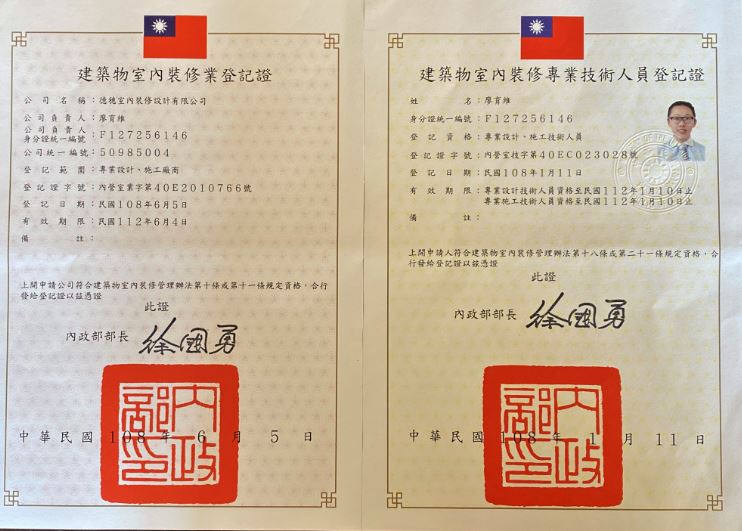 建築物室內裝修業登記證
公司名稱：德穗室內裝修設計有限公司
公司負責人：廖育維
公司負責人
身分證統一編號：F127256146
公司統一編號：50985004
登記範圍：專業設計、施工廠商
登記證字號：內營室業字第40E2010766號
登記日期：民國108年6月5日
有效期限：民國112年6月4日
備註：
上開申請公司符合建築物室內裝修管理辦法第十條或第十一條規定資格，合行
發給登記證以茲憑證
此證
內政部部長 徐國勇
內政部印
中華民國 108 年 6 月 5 日
建築物室內裝修專業技術人員登記證
姓名：廖育維
身分證統一編號：F127256146
登記資格：專業設計、施工技術人員
登記證字號：內營室技字第40EC023028號
登記日期：民國108年1月11日
有效期限：專業設計技術人員資格至民國112年1月10日止
專業施工技術人員資格至民國112年1月10日止
備註：
上開申請人符合建築物室內裝修管理辦法第十八條或第二十一條規定資格，合
行發給登記證以茲憑證
此證
內政部部長 徐國勇
內政部印
中華民國 108 年 1 月 11 日